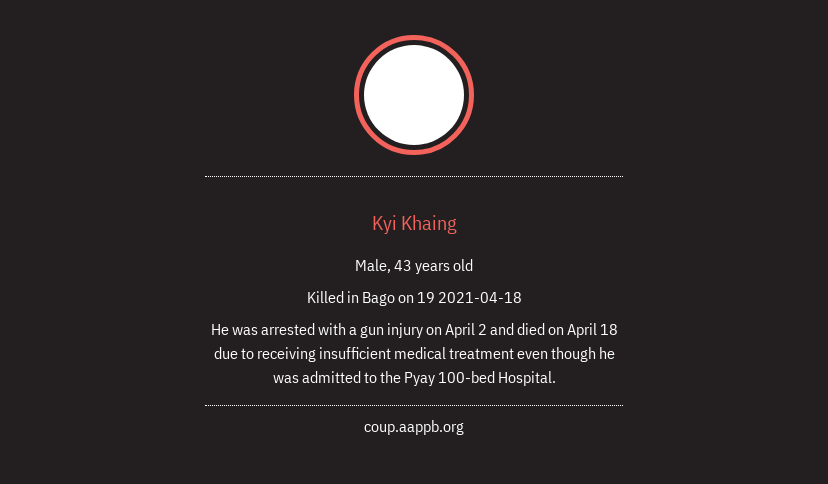 Kyi Khaing
Male, 43 years old
Killed in Bago on 19 2021-04-18
He was arrested with a gun injury on April 2 and died on April 18
due to receiving insufficient medical treatment even though he
was admitted to the Pyay 100-bed Hospital.
coup.aappb.org